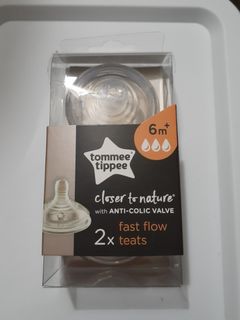 6m+
tommee
tippee
closer to nature®
with ANTI-COLIC VALVE
2x fast flow
teats